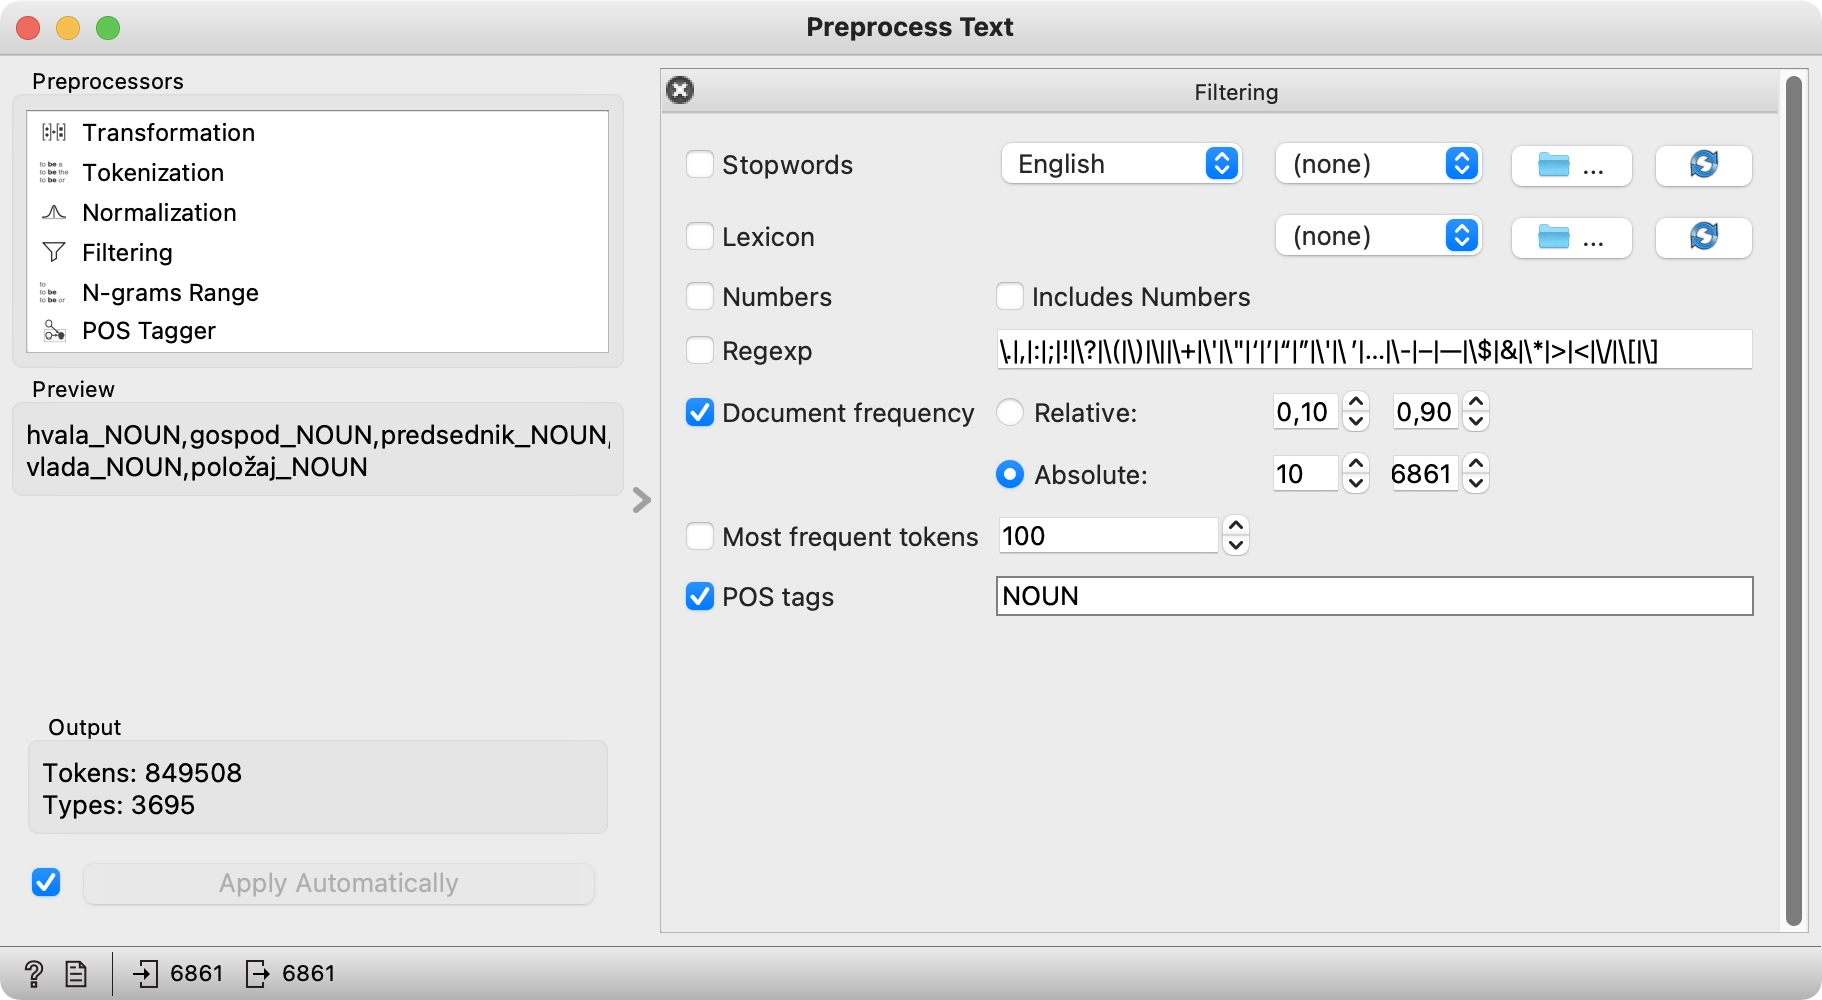 Preprocess Text
Preprocessors
Transformation
Tokenization
Normalization
Filtering
N-grams Range
POS Tagger
Preview
hvala_NOUN,gospod_NOUN,predsednik_NOUN,
vlada_NOUN,položaj_NOUN
Output
Tokens: 849508
Types: 3695
Apply Automatically
6861 6861
Filtering
Stopwords English (none) ...
Lexicon (none) ...
Numbers Includes Numbers
Regexp \.|,|:|;|!|\?|\(|\)|\||\+|\'|\"|‘|’|“|”|\'|\ ’|…|\-|–|—|\$|&|\*|>|<|\/|\[|\]
Document frequency Relative: 0,10 0,90
Absolute: 10 6861
Most frequent tokens 100
POS tags NOUN